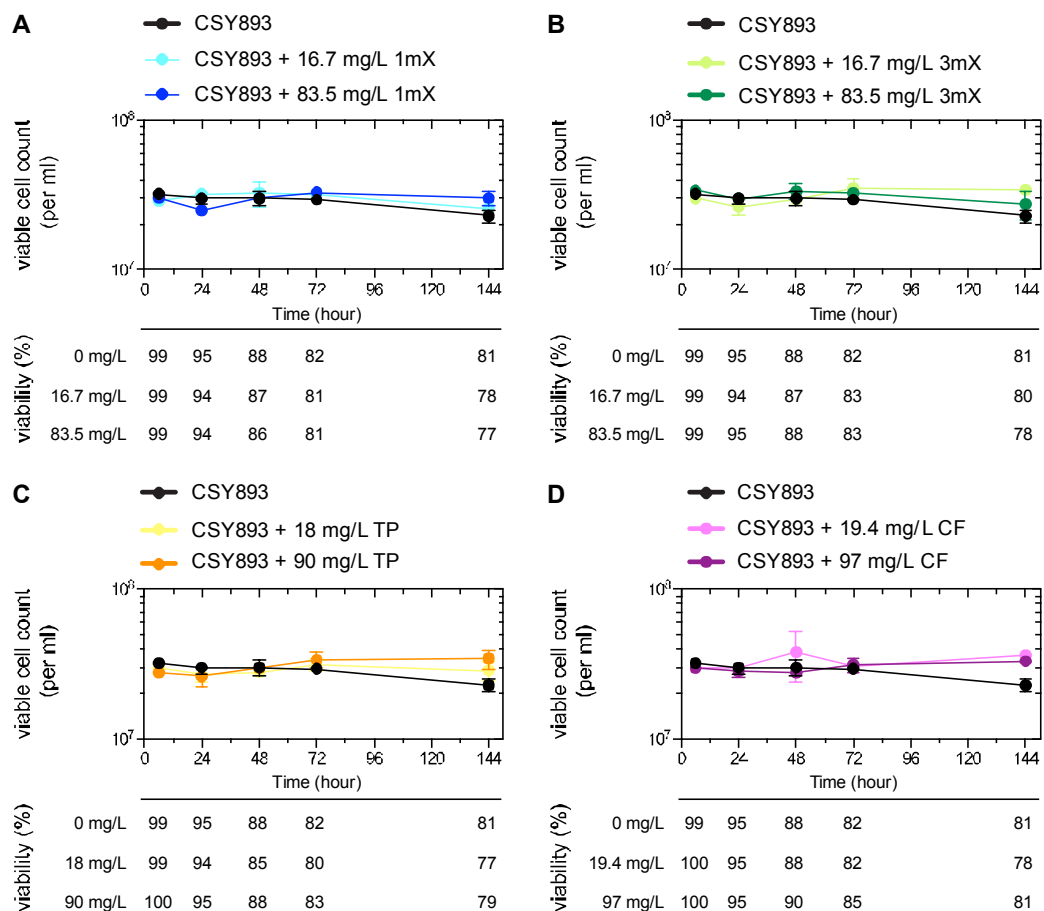 A
CSY893
CSY893 + 16.7 mg/L 1mX
CSY893 + 83.5 mg/L 1mX
viable cell count
(per ml)
10⁸
10⁷
0 24 48 72 96 120 144
Time (hour)
viability (%)
0 mg/L 99 95 88 82 81
16.7 mg/L 99 94 87 81 78
83.5 mg/L 99 94 86 81 77
B
CSY893
CSY893 + 16.7 mg/L 3mX
CSY893 + 83.5 mg/L 3mX
viable cell count
(per ml)
10⁸
10⁷
0 24 48 72 96 120 144
Time (hour)
viability (%)
0 mg/L 99 95 88 82 81
16.7 mg/L 99 94 87 83 80
83.5 mg/L 99 95 88 83 78
C
CSY893
CSY893 + 18 mg/L TP
CSY893 + 90 mg/L TP
viable cell count
(per ml)
10⁸
10⁷
0 24 48 72 96 120 144
Time (hour)
viability (%)
0 mg/L 99 95 88 82 81
18 mg/L 99 94 85 80 77
90 mg/L 100 95 88 83 79
D
CSY893
CSY893 + 19.4 mg/L CF
CSY893 + 97 mg/L CF
viable cell count
(per ml)
10⁸
10⁷
0 24 48 72 96 120 144
Time (hour)
viability (%)
0 mg/L 99 95 88 82 81
19.4 mg/L 100 95 88 82 78
97 mg/L 100 95 90 85 81